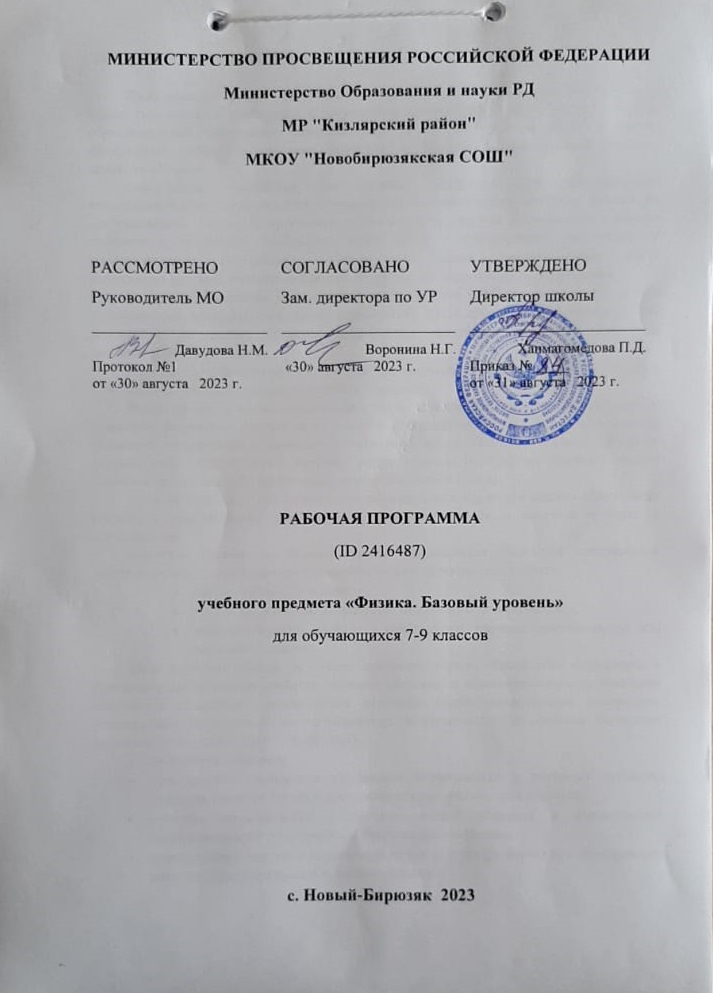 МИНИСТЕРСТВО ПРОСВЕЩЕНИЯ РОССИЙСКОЙ ФЕДЕРАЦИИ
Министерство Образования и науки РД
МР "Кизлярский район"
МКОУ "Новобирюзякская СОШ"
РАССМОТРЕНО СОГЛАСОВАНО УТВЕРЖДЕНО
Руководитель МО Зам. директора по УР Директор школы
Давудова Н.М. Воронина Н.Г. Ханмагомедова П.Д.
Протокол №1 «30» августа 2023 г. Приказ №
от «30» августа 2023 г. от «31» августа 2023 г.
РАБОЧАЯ ПРОГРАММА
(ID 2416487)
учебного предмета «Физика. Базовый уровень»
для обучающихся 7-9 классов
с. Новый-Бирюзяк 2023